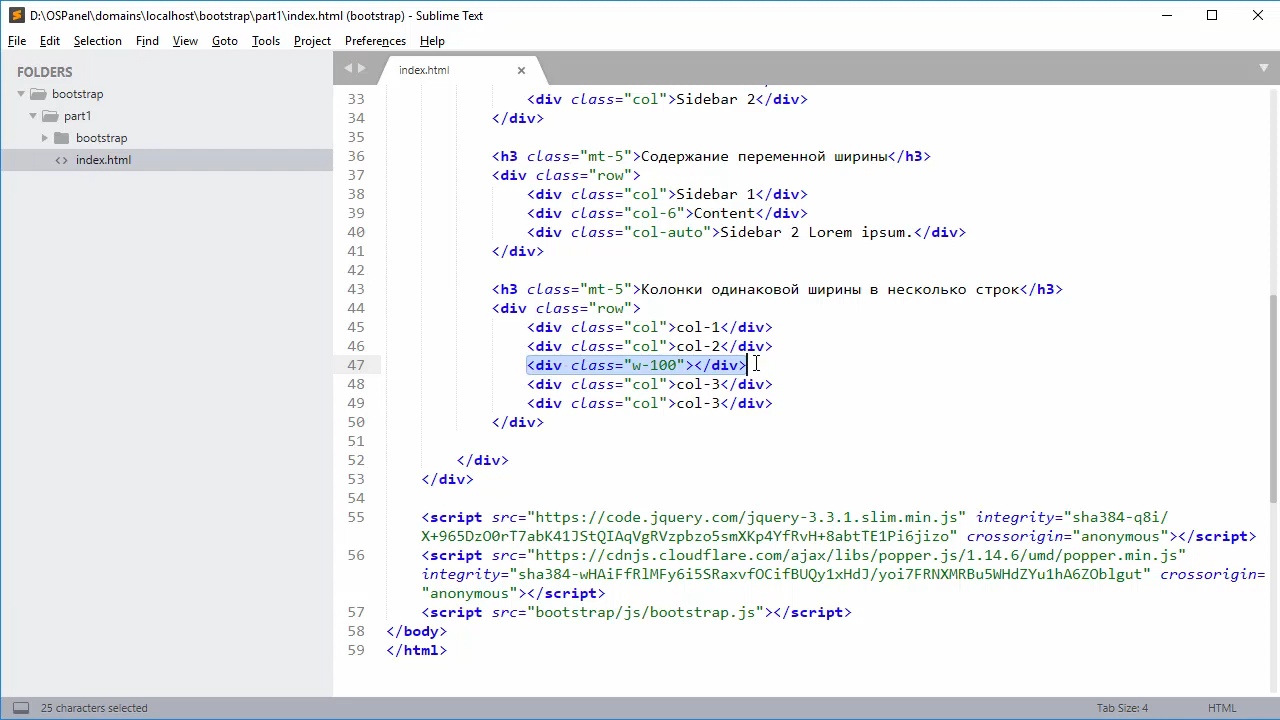 D:\OSPanel\domains\localhost\bootstrap\part1\index.html (bootstrap) - Sublime Text
File Edit Selection Find View Goto Tools Project Preferences Help
FOLDERS
bootstrap
part1
bootstrap
index.html
index.html
33 <div class="col">Sidebar 2</div>
34 </div>
35
36 <h3 class="mt-5">Содержание переменной ширины</h3>
37 <div class="row">
38 <div class="col">Sidebar 1</div>
39 <div class="col-6">Content</div>
40 <div class="col-auto">Sidebar 2 Lorem ipsum.</div>
41 </div>
42
43 <h3 class="mt-5">Колонки одинаковой ширины в несколько строк</h3>
44 <div class="row">
45 <div class="col">col-1</div>
46 <div class="col">col-2</div>
47 <div class="w-100"></div>
48 <div class="col">col-3</div>
49 <div class="col">col-3</div>
50 </div>
51
52 </div>
53 </div>
54
55 <script src="https://code.jquery.com/jquery-3.3.1.slim.min.js" integrity="sha384-q8i/
X+965DzO0rT7abK41JStQIAqVgRVzpbzo5smXKp4YfRvH+8abtTE1Pi6jizo" crossorigin="anonymous"></script>
56 <script src="https://cdnjs.cloudflare.com/ajax/libs/popper.js/1.14.6/umd/popper.min.js"
integrity="sha384-wHAiFfRlMFy6i5SRaxvfOCifBUQy1xHdJ/yoi7FRNXMRBu5WHdZYu1hA6ZOblgut" crossorigin=
"anonymous"></script>
57 <script src="bootstrap/js/bootstrap.js"></script>
58 </body>
59 </html>
25 characters selected
Tab Size: 4
HTML